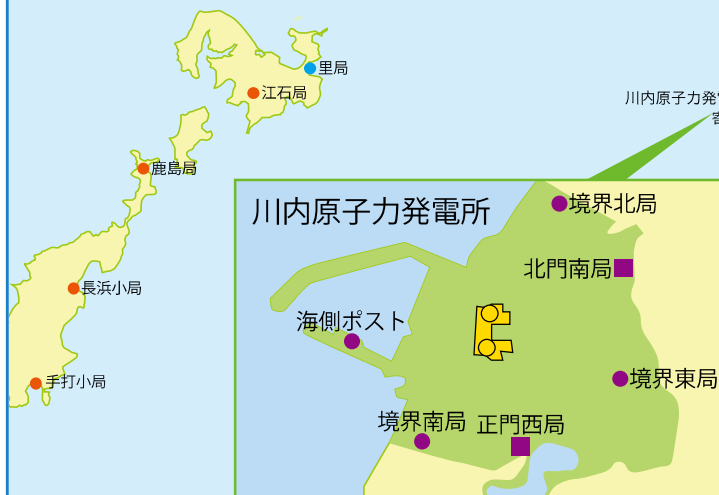 里局
江石局
川内原子力発
鹿島局
川内原子力発電所
境界北局
北門南局
長浜小局
海側ポスト
手打小局
境界東局
境界南局
正門西局